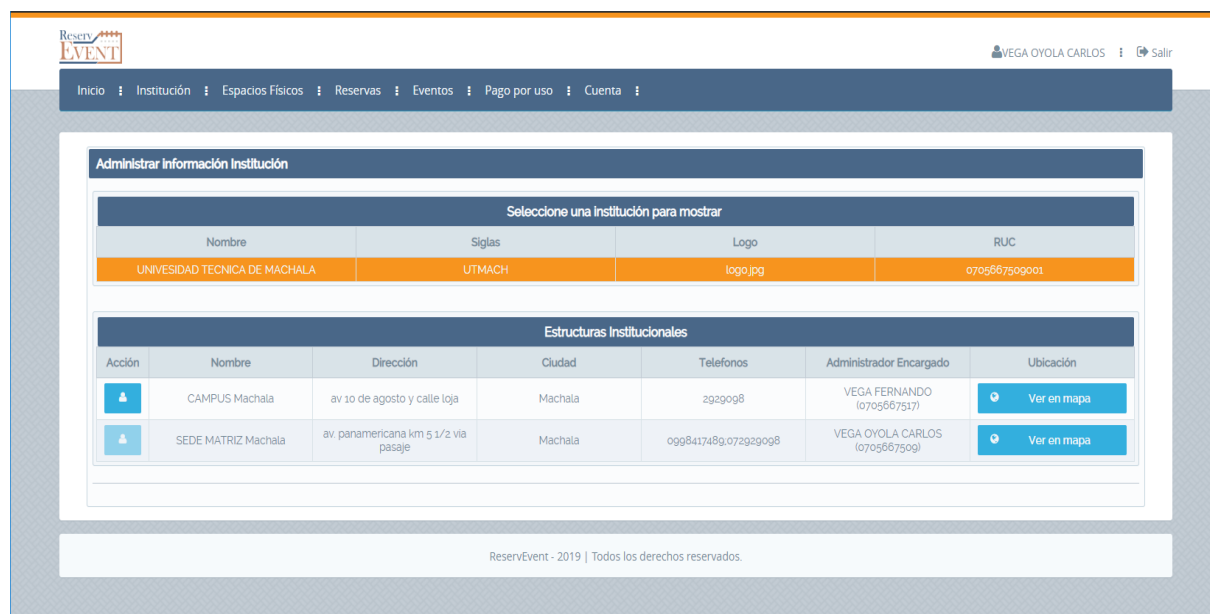 Reserv
EVENT
VEGA OYOLA CARLOS ⁝ Salir
Inicio ⁝ Institución ⁝ Espacios Físicos ⁝ Reservas ⁝ Eventos ⁝ Pago por uso ⁝ Cuenta ⁝
Administrar Información Institución
Seleccione una institución para mostrar
Nombre Siglas Logo RUC
UNIVESIDAD TECNICA DE MACHALA UTMACH logo.jpg 0705667509001
Estructuras Institucionales
Acción Nombre Dirección Ciudad Telefonos Administrador Encargado Ubicación
CAMPUS Machala av 10 de agosto y calle loja Machala 2929098 VEGA FERNANDO
(0705667517) Ver en mapa
SEDE MATRIZ Machala av. panamericana km 5 1/2 via
pasaje Machala 0998417489;072929098 VEGA OYOLA CARLOS
(0705667509) Ver en mapa
ReservEvent - 2019 | Todos los derechos reservados.